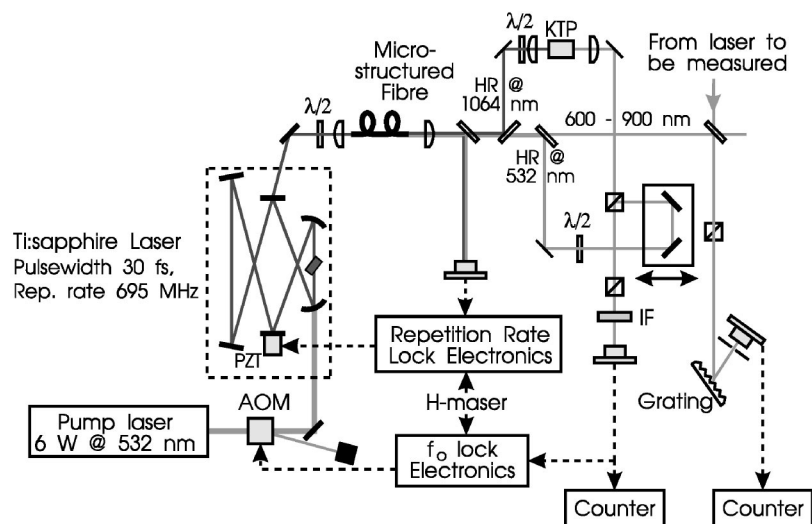 λ/2
KTP
Micro-
structured
Fibre
HR @
1064 nm
From laser to
be measured
λ/2
600 - 900 nm
HR @
532 nm
λ/2
Ti:sapphire Laser
Pulsewidth 30 fs,
Rep. rate 695 MHz
PZT
Repetition Rate
Lock Electronics
IF
Grating
AOM
H-maser
Pump laser
6 W @ 532 nm
fo lock
Electronics
Counter
Counter